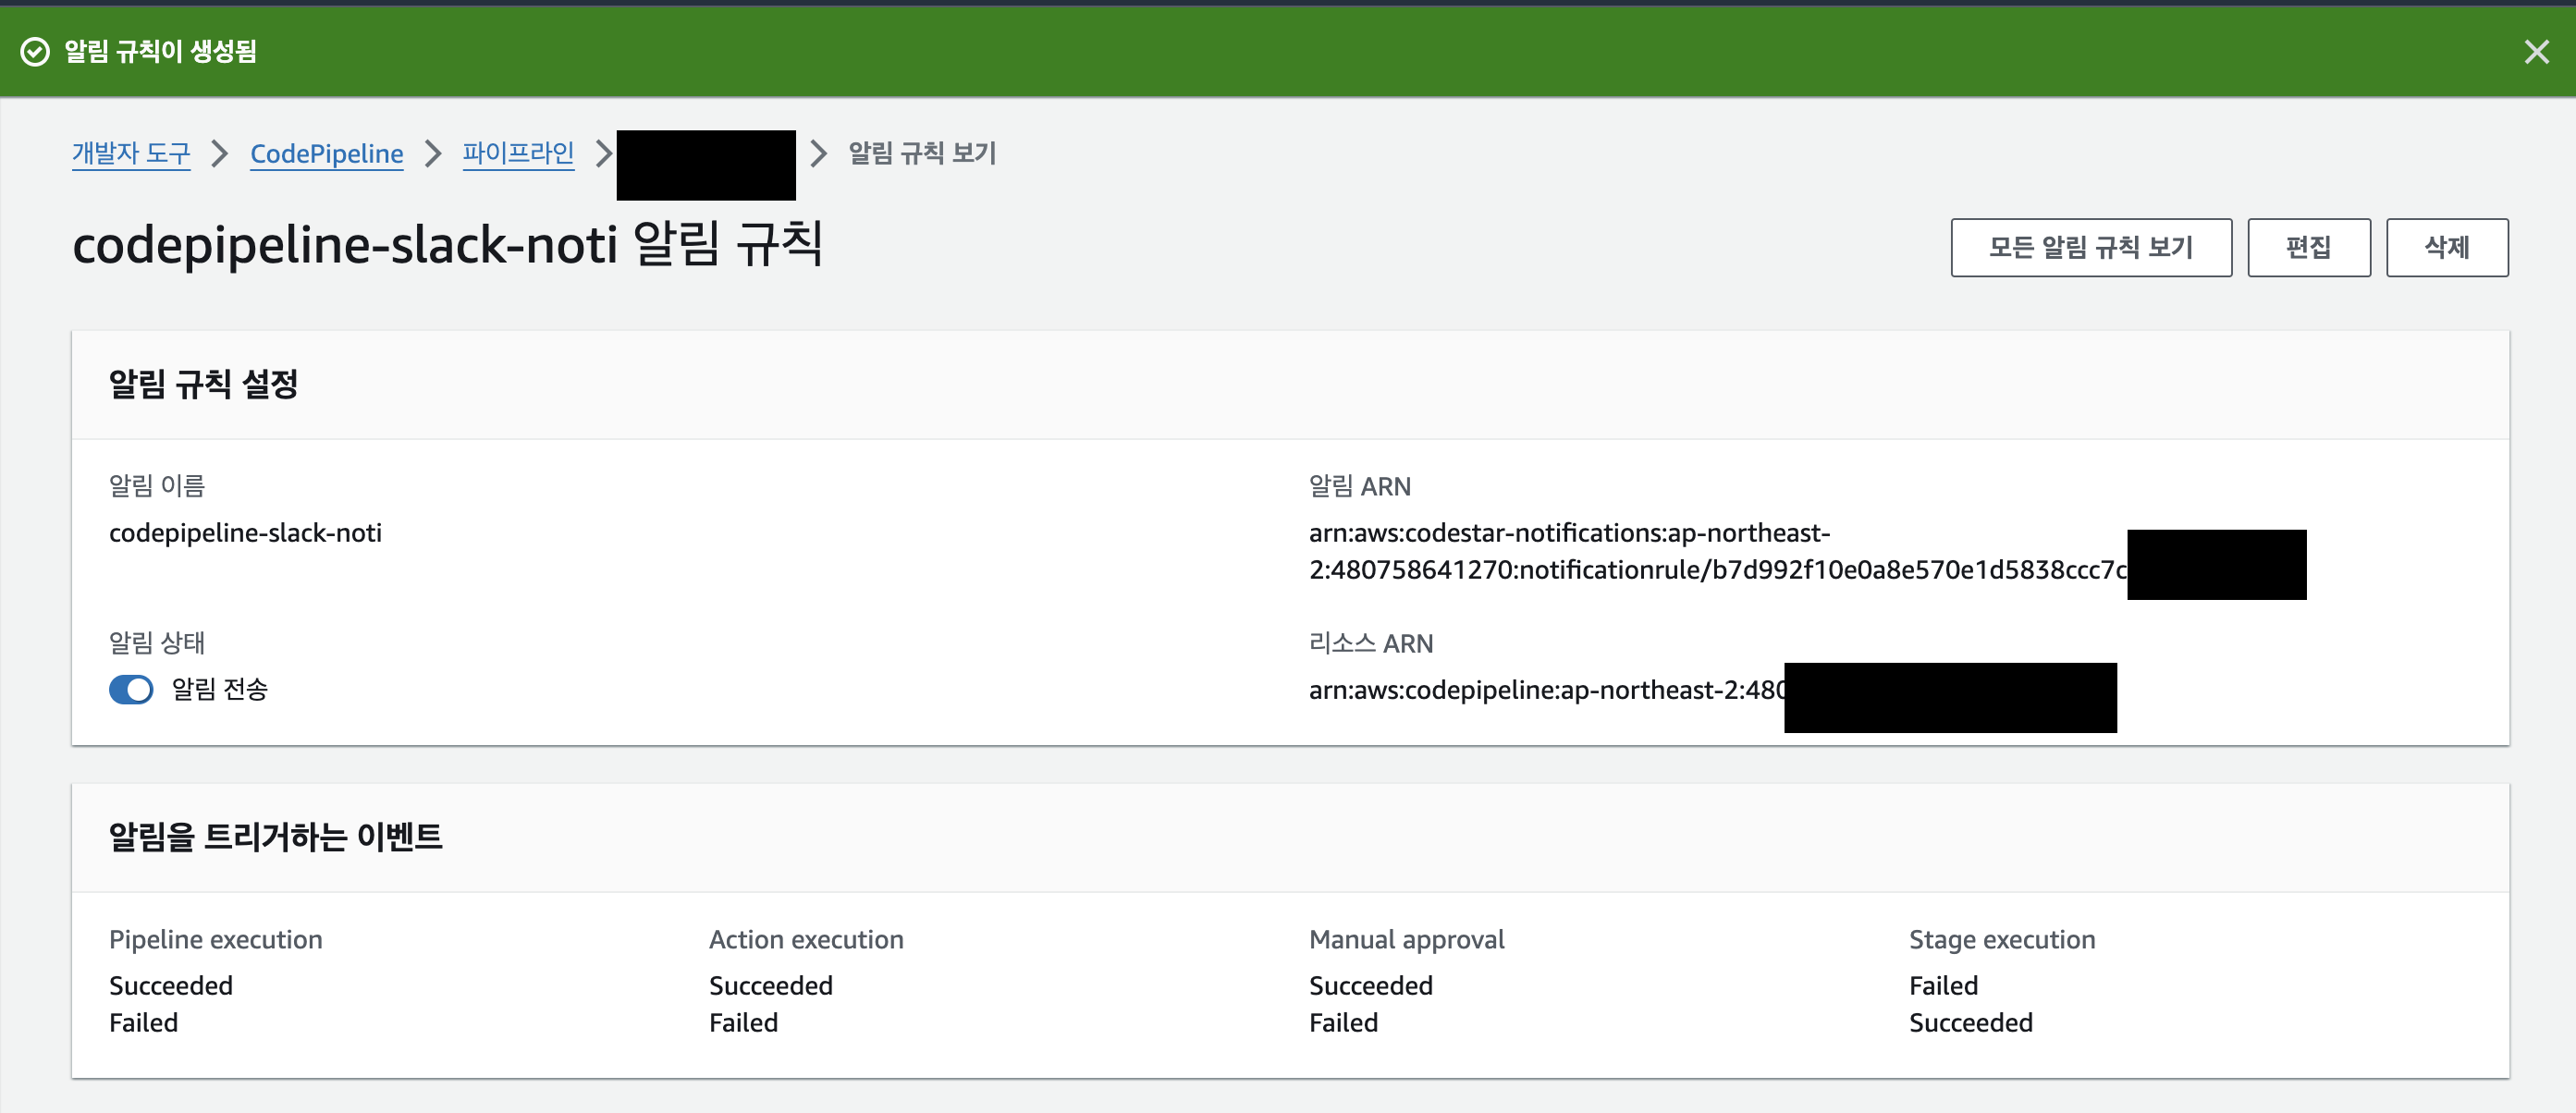 알림 규칙이 생성됨
개발자 도구 > CodePipeline > 파이프라인 > > 알림 규칙 보기
codepipeline-slack-noti 알림 규칙
모든 알림 규칙 보기
편집
삭제
알림 규칙 설정
알림 이름
codepipeline-slack-noti
알림 ARN
arn:aws:codestar-notifications:ap-northeast-
2:480758641270:notificationrule/b7d992f10e0a8e570e1d5838ccc7c
알림 상태
알림 전송
리소스 ARN
arn:aws:codepipeline:ap-northeast-2:480
알림을 트리거하는 이벤트
Pipeline execution
Succeeded
Failed
Action execution
Succeeded
Failed
Manual approval
Succeeded
Failed
Stage execution
Failed
Succeeded